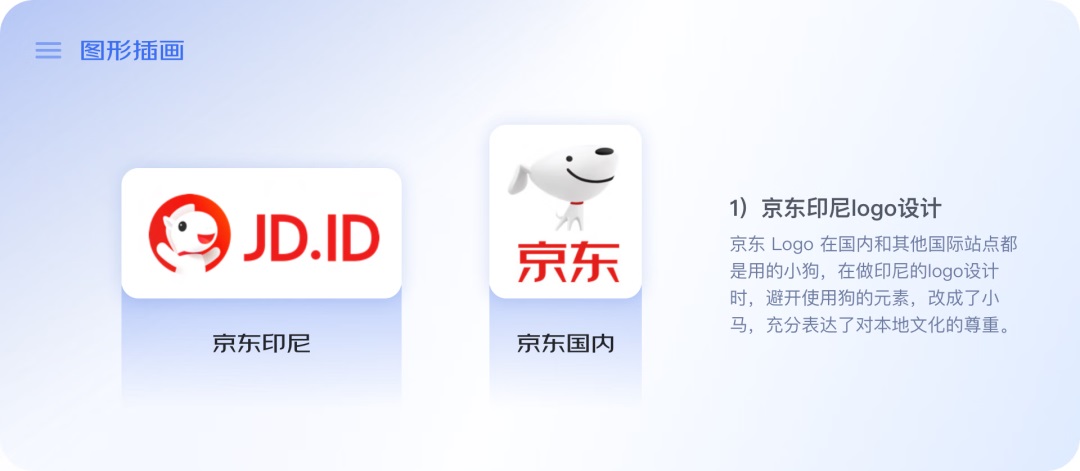 图形插画
JD.ID
京东
京东印尼
京东国内
1）京东印尼logo设计
京东 Logo 在国内和其他国际站点都
是用的小狗，在做印尼的logo设计
时，避开使用狗的元素，改成了小
马，充分表达了对本地文化的尊重。